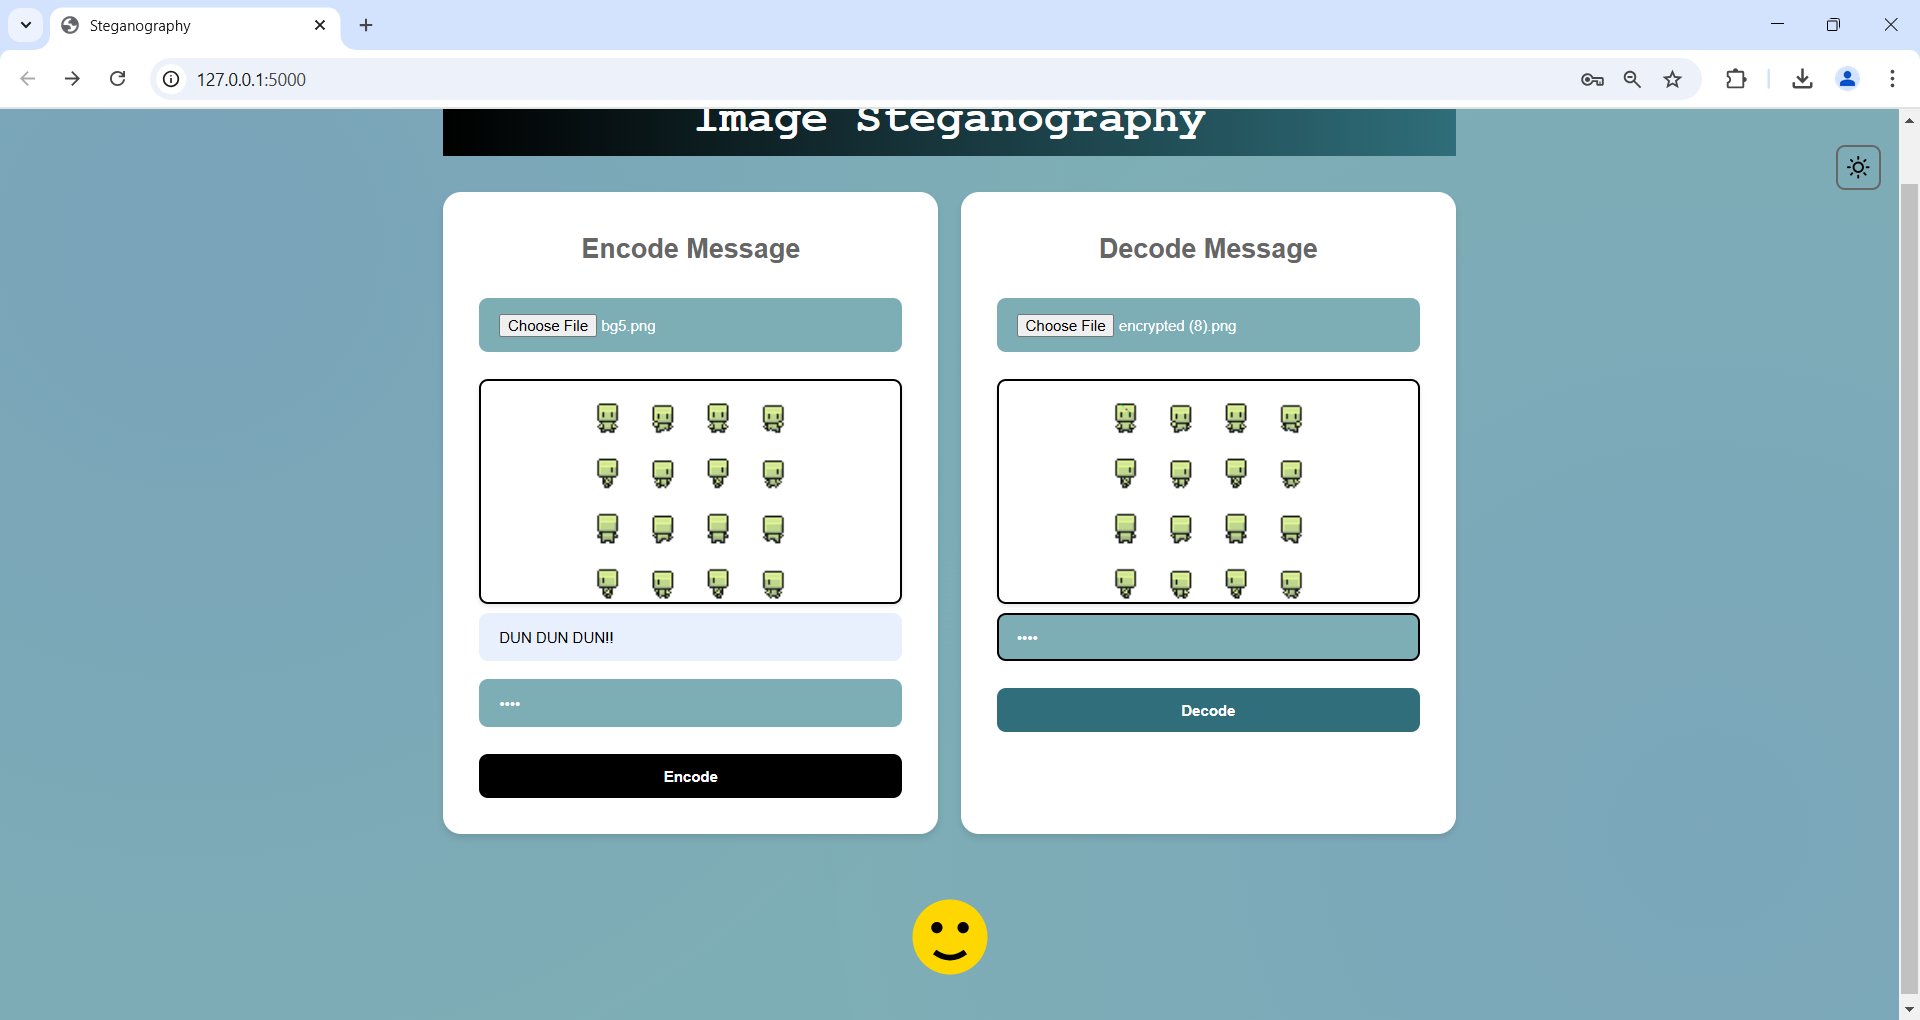 Steganography
127.0.0.1:5000
Image Steganography
Encode Message
Choose File bg5.png
DUN DUN DUN!!
••••
Encode
Decode Message
Choose File encrypted (8).png
••••
Decode